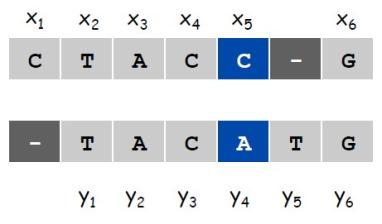 x₁ x₂ x₃ x₄ x₅ x₆
C T A C C - G
- T A C A T G
y₁ y₂ y₃ y₄ y₅ y₆